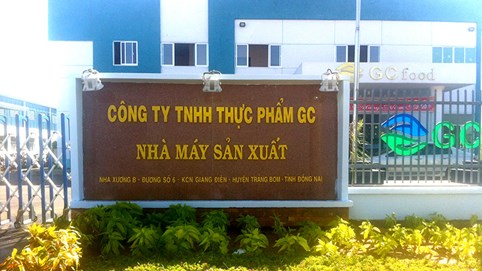 GC food
CÔNG TY TNHH THỰC PHẨM GC
NHÀ MÁY SẢN XUẤT
NHÀ XƯỞNG B - ĐƯỜNG SỐ 6 - KCN GIANG ĐIỀN - HUYỆN TRẢNG BOM - TỈNH ĐỒNG NAI
GC